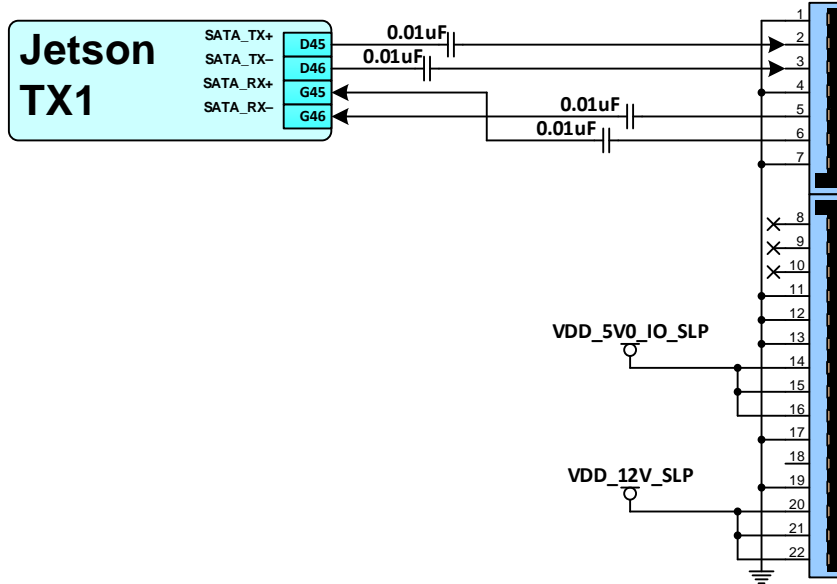 Jetson
TX1
SATA_TX+
D45
SATA_TX–
D46
SATA_RX+
G45
SATA_RX–
G46
0.01uF
0.01uF
0.01uF
0.01uF
1
2
3
4
5
6
7
8
9
10
11
12
13
VDD_5V0_IO_SLP
14
15
16
17
18
VDD_12V_SLP
19
20
21
22